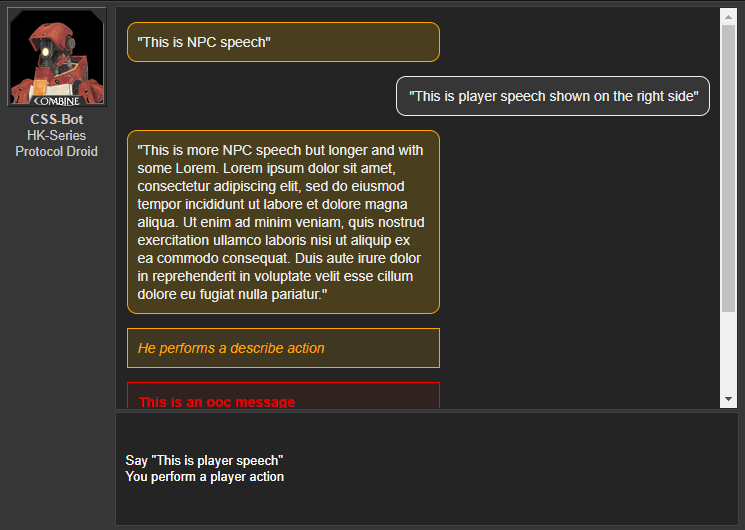 "This is NPC speech"
"This is player speech shown on the right side"
COMBINE
CSS-Bot
HK-Series
Protocol Droid
"This is more NPC speech but longer and with
some Lorem. Lorem ipsum dolor sit amet,
consectetur adipiscing elit, sed do eiusmod
tempor incididunt ut labore et dolore magna
aliqua. Ut enim ad minim veniam, quis nostrud
exercitation ullamco laboris nisi ut aliquip ex
ea commodo consequat. Duis aute irure dolor
in reprehenderit in voluptate velit esse cillum
dolore eu fugiat nulla pariatur."
He performs a describe action
This is an ooc message
Say "This is player speech"
You perform a player action